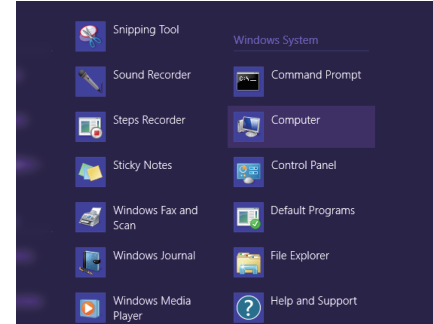 Snipping Tool
Sound Recorder
Steps Recorder
Sticky Notes
Windows Fax and
Scan
Windows Journal
Windows Media
Player
Windows System
Command Prompt
Computer
Control Panel
Default Programs
File Explorer
Help and Support